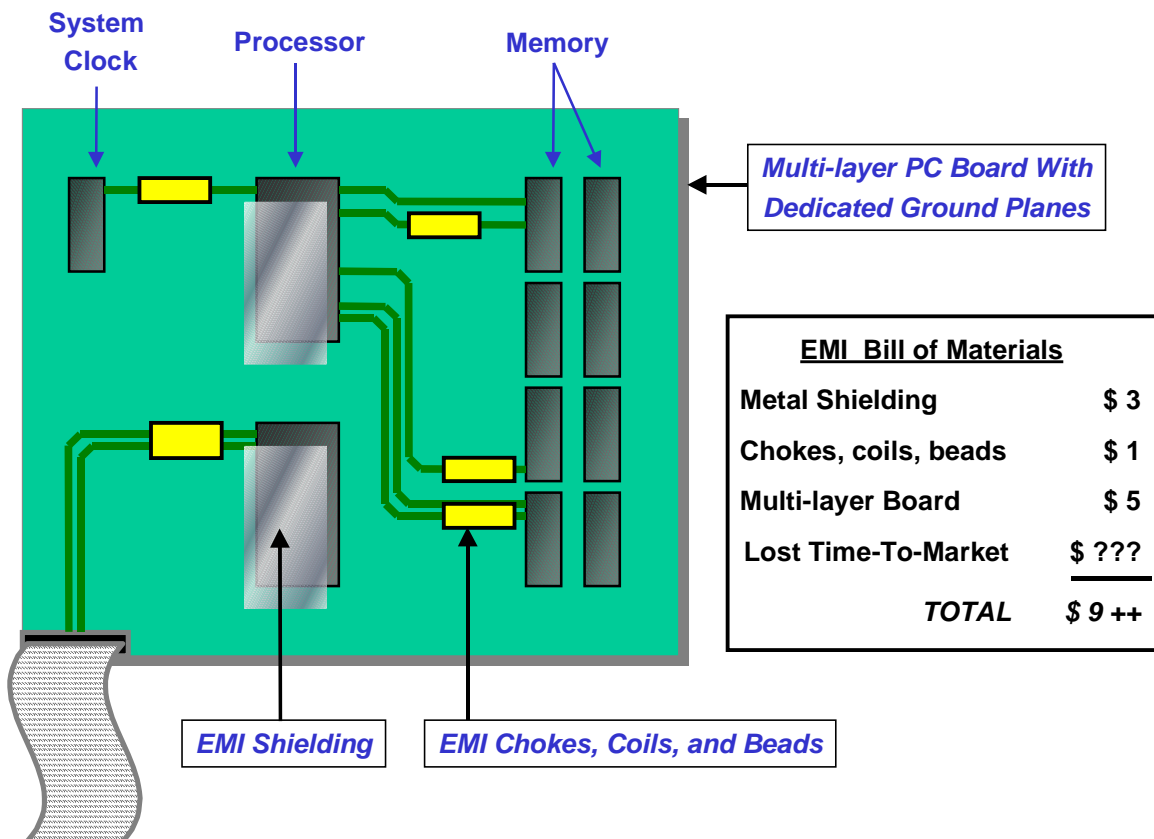 System
Clock
Processor
Memory
Multi-layer PC Board With
Dedicated Ground Planes
EMI Bill of Materials
Metal Shielding $ 3
Chokes, coils, beads $ 1
Multi-layer Board $ 5
Lost Time-To-Market $ ???
TOTAL $ 9 ++
EMI Shielding
EMI Chokes, Coils, and Beads